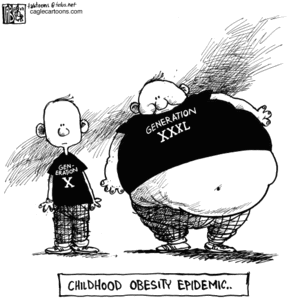 caglecartoons.com
GEN-
ERATION
X
GENERATION
XXXL
CHILDHOOD OBESITY EPIDEMIC..